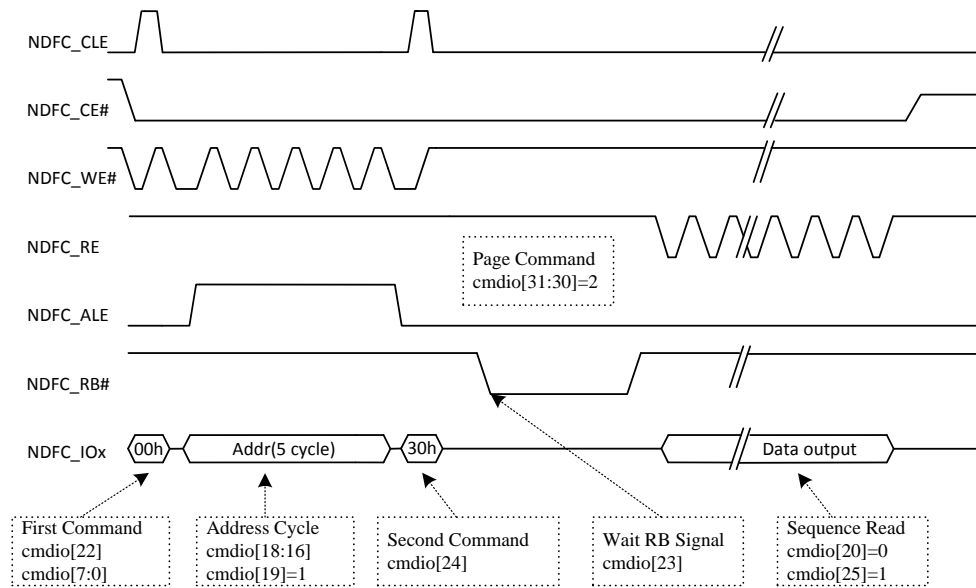 NDFC_CLE
NDFC_CE#
NDFC_WE#
NDFC_RE
Page Command
cmdio[31:30]=2
NDFC_ALE
NDFC_RB#
NDFC_IOx
00h
Addr(5 cycle)
30h
Data output
First Command
cmdio[22]
cmdio[7:0]
Address Cycle
cmdio[18:16]
cmdio[19]=1
Second Command
cmdio[24]
Wait RB Signal
cmdio[23]
Sequence Read
cmdio[20]=0
cmdio[25]=1